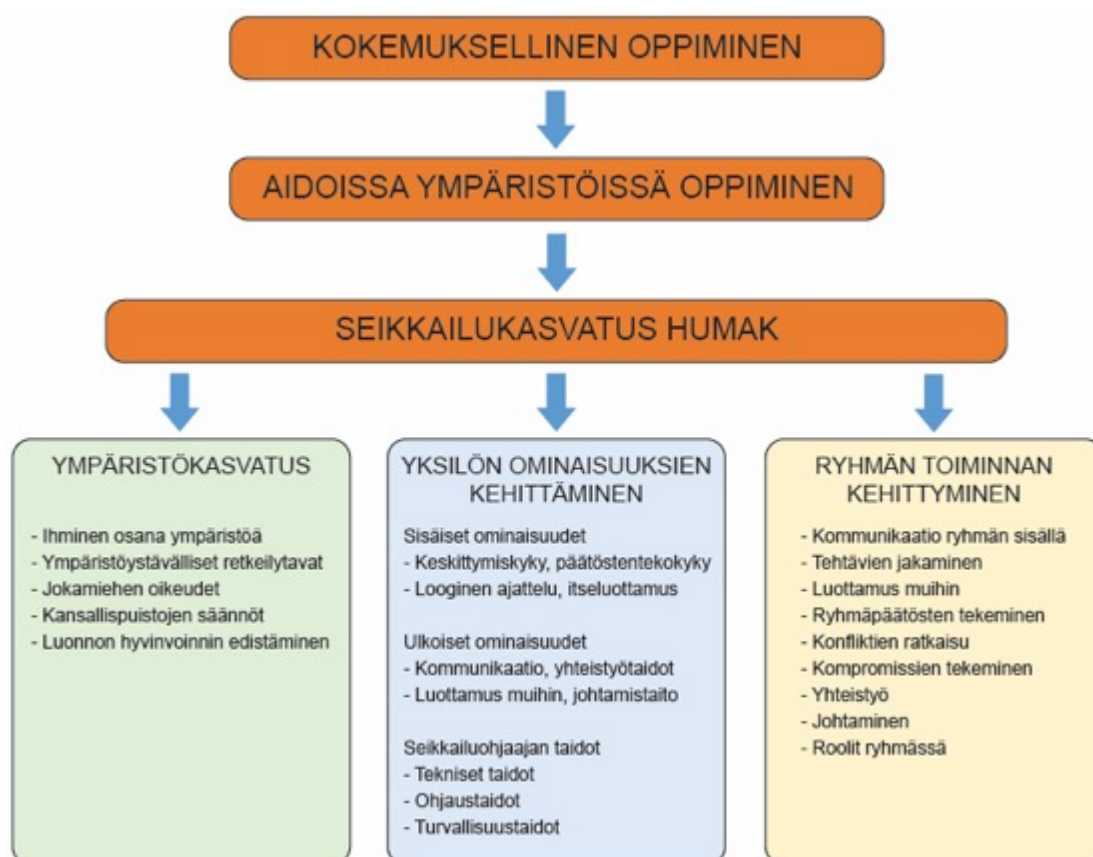 KOKEMUKSELLINEN OPPIMINEN
AIDOISSA YMPÄRISTÖISSÄ OPPIMINEN
SEIKKAILUKASVATUS HUMAK
YMPÄRISTÖKASVATUS
- Ihminen osana ympäristöä
- Ympäristöystävälliset retkeilytavat
- Jokamiehen oikeudet
- Kansallispuistojen säännöt
- Luonnon hyvinvoinnin edistäminen
YKSILÖN OMINAISUUKSIEN
KEHITTÄMINEN
Sisäiset ominaisuudet
- Keskittymiskyky, päätöstentekokyky
- Looginen ajattelu, itseluottamus
Ulkoiset ominaisuudet
- Kommunikaatio, yhteistyötaidot
- Luottamus muihin, johtamistaito
Seikkailuohjaajan taidot
- Tekniset taidot
- Ohjaustaidot
- Turvallisuustaidot
RYHMÄN TOIMINNAN
KEHITTYMINEN
- Kommunikaatio ryhmän sisällä
- Tehtävien jakaminen
- Luottamus muihin
- Ryhmäpäätösten tekeminen
- Konfliktien ratkaisu
- Kompromissien tekeminen
- Yhteistyö
- Johtaminen
- Roolit ryhmässä